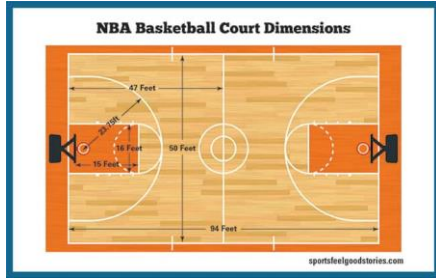 NBA Basketball Court Dimensions
47 Feet
23.75Ft
16 Feet
50 Feet
15 Feet
94 Feet
sportsfeelgoodstories.com